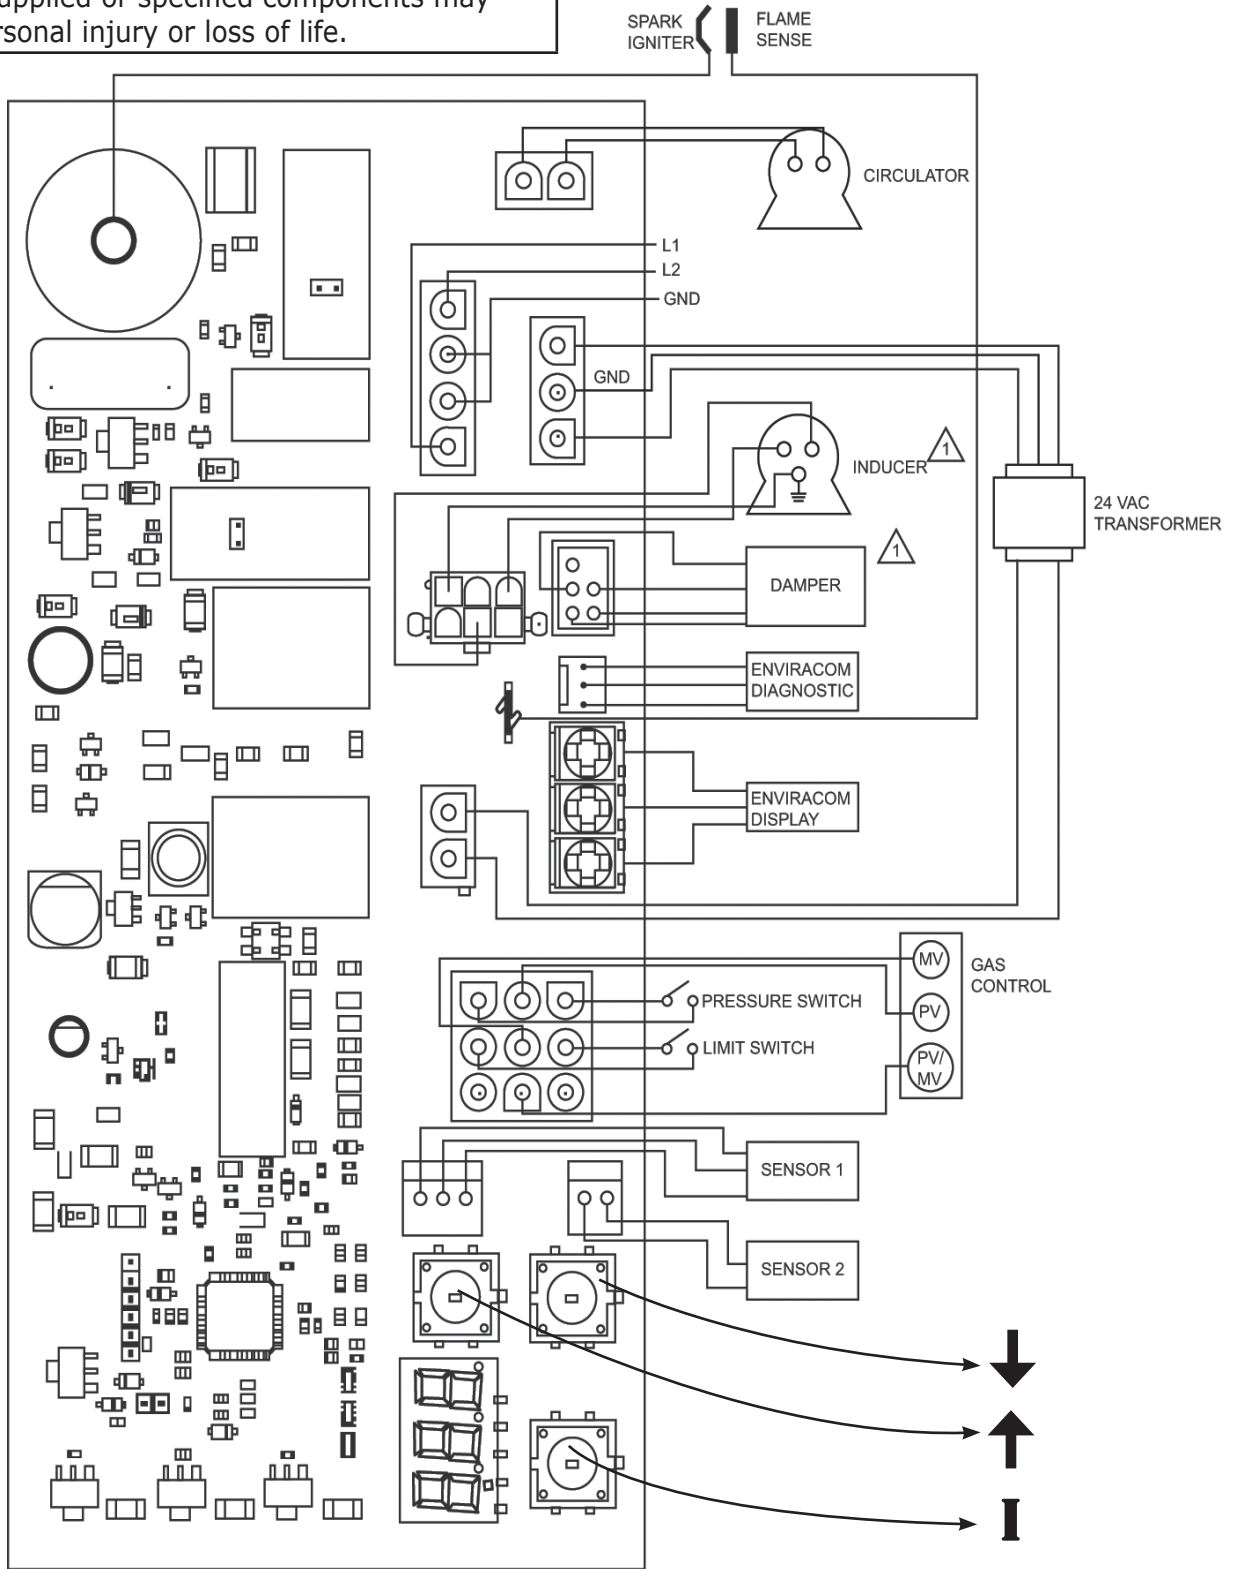 supplied or specified components may
personal injury or loss of life.
SPARK
IGNITER
FLAME
SENSE
CIRCULATOR
L1
L2
GND
GND
INDUCER
1
24 VAC
TRANSFORMER
1
DAMPER
ENVIRACOM
DIAGNOSTIC
ENVIRACOM
DISPLAY
MV
GAS
CONTROL
PRESSURE SWITCH
PV
LIMIT SWITCH
PV/
MV
SENSOR 1
SENSOR 2
I